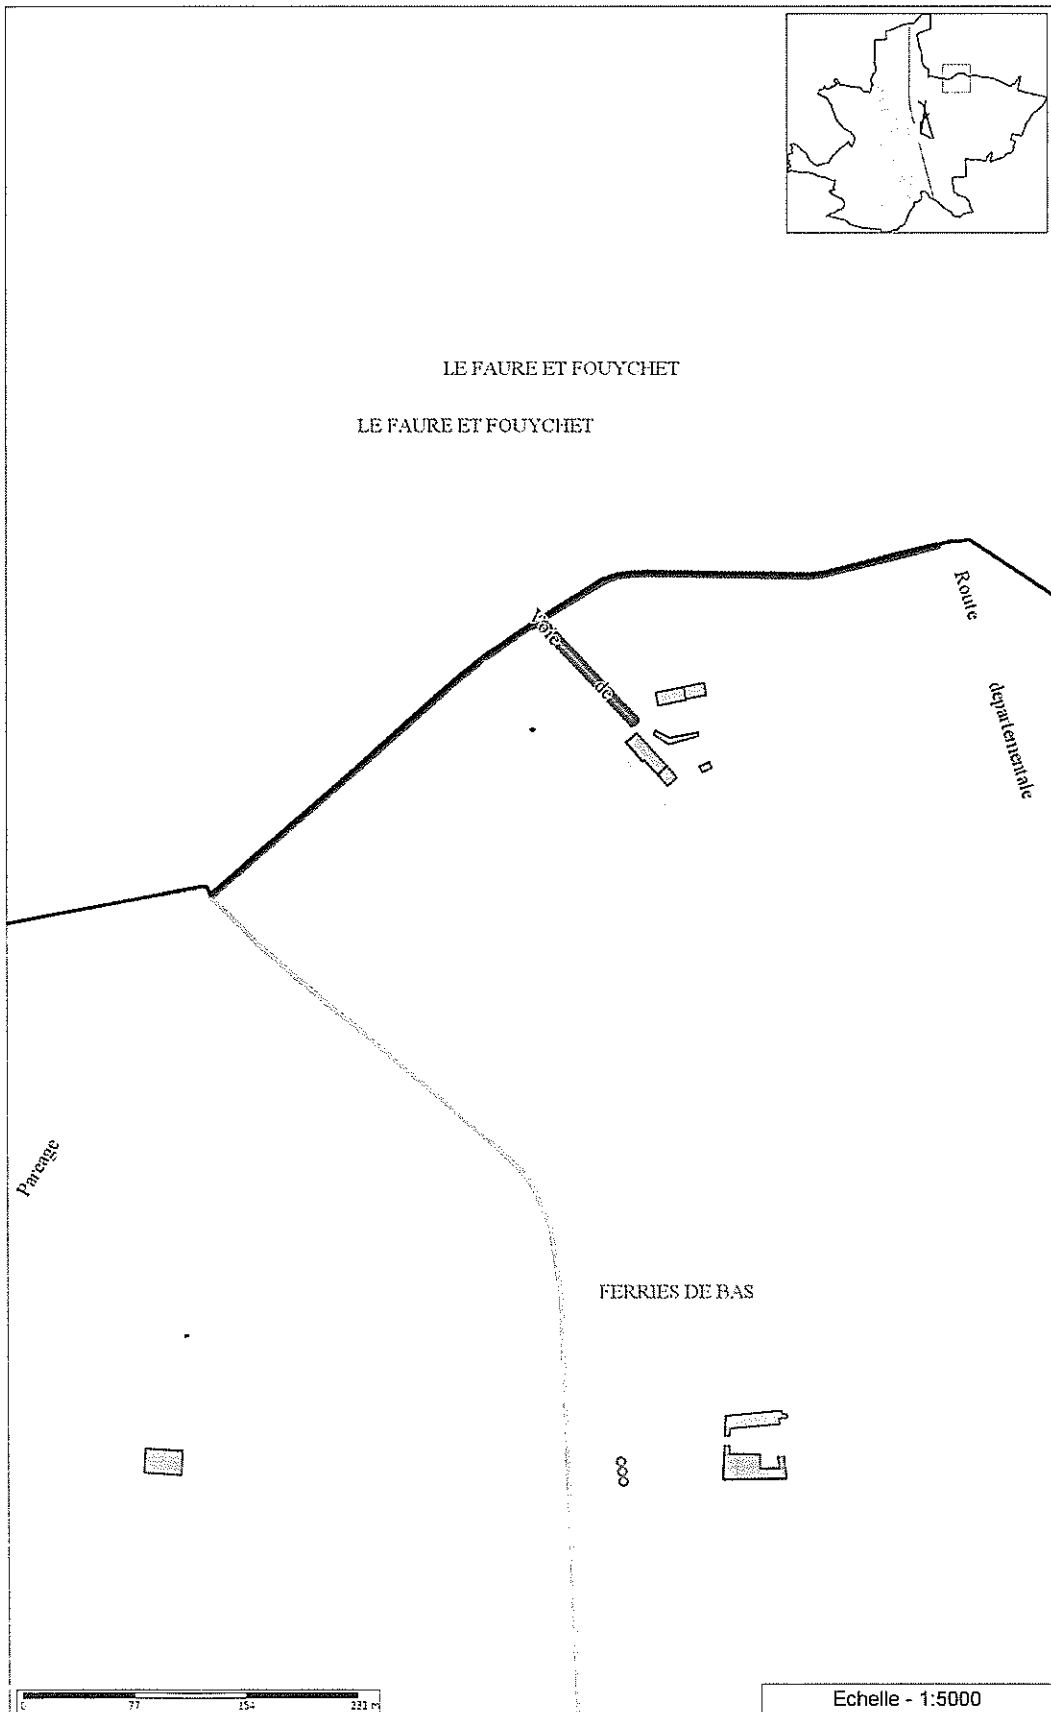 LE FAURE ET FOUYCHET
LE FAURE ET FOUYCHET
Route
departementale
Voie
de
Parcage
FERRIES DE BAS
0 77 154 231 m
Echelle - 1:5000